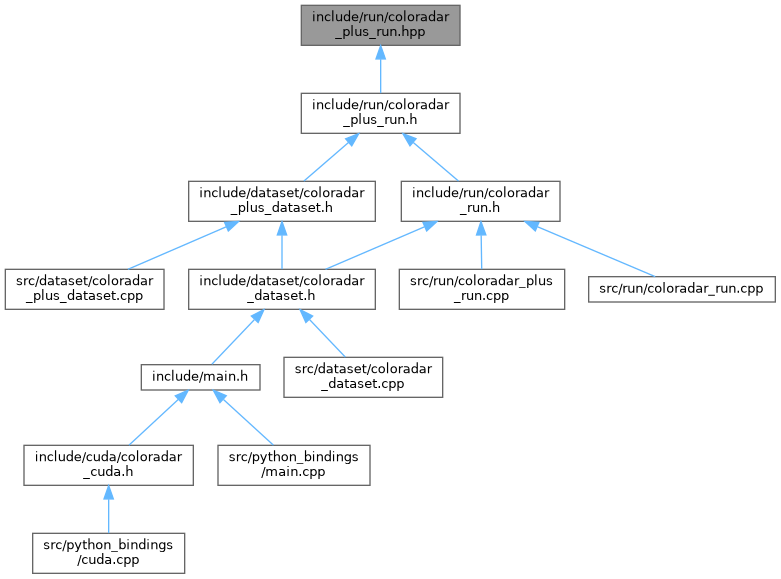 include/run/coloradar
_plus_run.hpp
include/run/coloradar
_plus_run.h
include/dataset/coloradar
_plus_dataset.h
include/run/coloradar
_run.h
src/dataset/coloradar
_plus_dataset.cpp
include/dataset/coloradar
_dataset.h
src/run/coloradar_plus
_run.cpp
src/run/coloradar_run.cpp
include/main.h
src/dataset/coloradar
_dataset.cpp
include/cuda/coloradar
_cuda.h
src/python_bindings
/main.cpp
src/python_bindings
/cuda.cpp